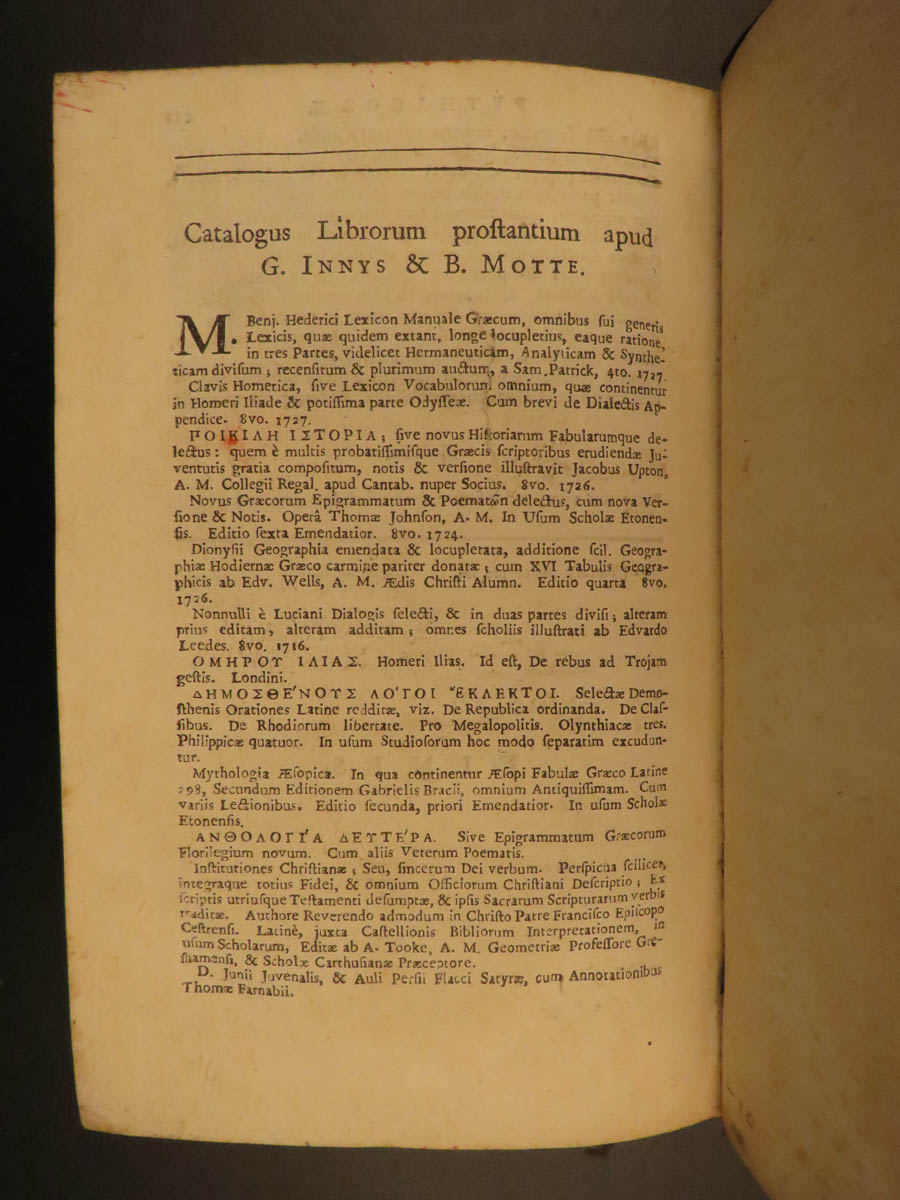 Catalogus Librorum proſtantium apud
G. INNYS & B. MOTTE.
M. Benj. Hederici Lexicon Manuale Græcum, omnibus ſui generis
Lexicis, quæ quidem extant, longe locupletius, eaque ratione
in tres Partes, videlicet Hermaneuticam, Analyticam & Synthe-
ticam diviſum; recenſitum & plurimum auctum, a Sam. Patrick, 4to. 1727.
Clavis Homerica, ſive Lexicon Vocabulorum omnium, quæ continentur
in Homeri Iliade & potiſſima parte Odyſſeæ. Cum brevi de Dialectis Ap-
pendice. 8vo. 1727.
ΠΟΙΚΙΛΗ ΙΣΤΟΡΙΑ; ſive novus Hiſtoriarum Fabularumque de-
lectus: quem è multis probatiſſimiſque Græcis ſcriptoribus erudiendæ Ju-
ventutis gratia compoſitum, notis & verſione illuſtravit Jacobus Upton,
A. M. Collegii Regal. apud Cantab. nuper Socius. 8vo. 1726.
Novus Græcorum Epigrammatum & Poematῶν delectus, cum nova Ver-
ſione & Notis. Operâ Thomæ Johnſon, A. M. In Uſum Scholæ Etonen-
ſis. Editio ſexta Emendatior. 8vo. 1724.
Dionyſii Geographia emendata & locupletata, additione ſcil. Geogra-
phiæ Hodiernæ Græco carmine pariter donatæ; cum XVI Tabulis Geogra-
phicis ab Edv. Wells, A. M. Ædis Chriſti Alumn. Editio quarta 8vo.
1726.
Nonnulli è Luciani Dialogis ſelecti, & in duas partes diviſi; alteram
prius editam, alteram additam; omnes ſcholiis illuſtrati ab Edvardo
Leedes. 8vo. 1716.
ΟΜΗΡΟΥ ΙΛΙΑΣ. Homeri Ilias. Id eſt, De rebus ad Trojam
geſtis. Londini.
ΔΗΜΟΣΘΕ'ΝΟΥΣ ΛΟ'ΓΟΙ ἘΚΛΕΚΤΟΙ. Selectæ Demo-
ſthenis Orationes Latine redditæ, viz. De Republica ordinanda. De Claſ-
ſibus. De Rhodiorum libertate. Pro Megalopolitis. Olynthiacæ tres.
Philippicæ quatuor. In uſum Studioſorum hoc modo ſeparatim excudun-
tur.
Mythologia Æſopica. In qua continentur Æſopi Fabulæ Græco Latine
298, Secundum Editionem Gabrielis Bracii, omnium Antiquiſſimam. Cum
variis Lectionibus. Editio ſecunda, priori Emendatior. In uſum Scholæ
Etonenſis.
ΑΝΘΟΛΟΓΙ'Α ΔΕΥΤΕ'ΡΑ. Sive Epigrammatum Græcorum
Florilegium novum. Cum aliis Veterum Poematis.
Inſtitutiones Chriſtianæ; Seu, ſincerum Dei verbum. Perſpicua ſcilicet,
integraque totius Fidei, & omnium Officiorum Chriſtiani Deſcriptio; Ex
ſcriptis utriuſque Teſtamenti deſumptæ, & ipſis Sacrarum Scripturarum verbis
traditæ. Authore Reverendo admodum in Chriſto Patre Franciſco Epiſcopo
Ceſtrenſi. Latinè, juxta Caſtellionis Bibliorum Interpretationem, in
uſum Scholarum, Editæ ab A. Tooke, A. M. Geometriæ Profeſſore Gre-
ſhamenſi, & Scholæ Carthuſianæ Præceptore.
D. Junii Juvenalis, & Auli Perſii Flacci Satyræ, cum Annotationibus
Thomæ Farnabii.